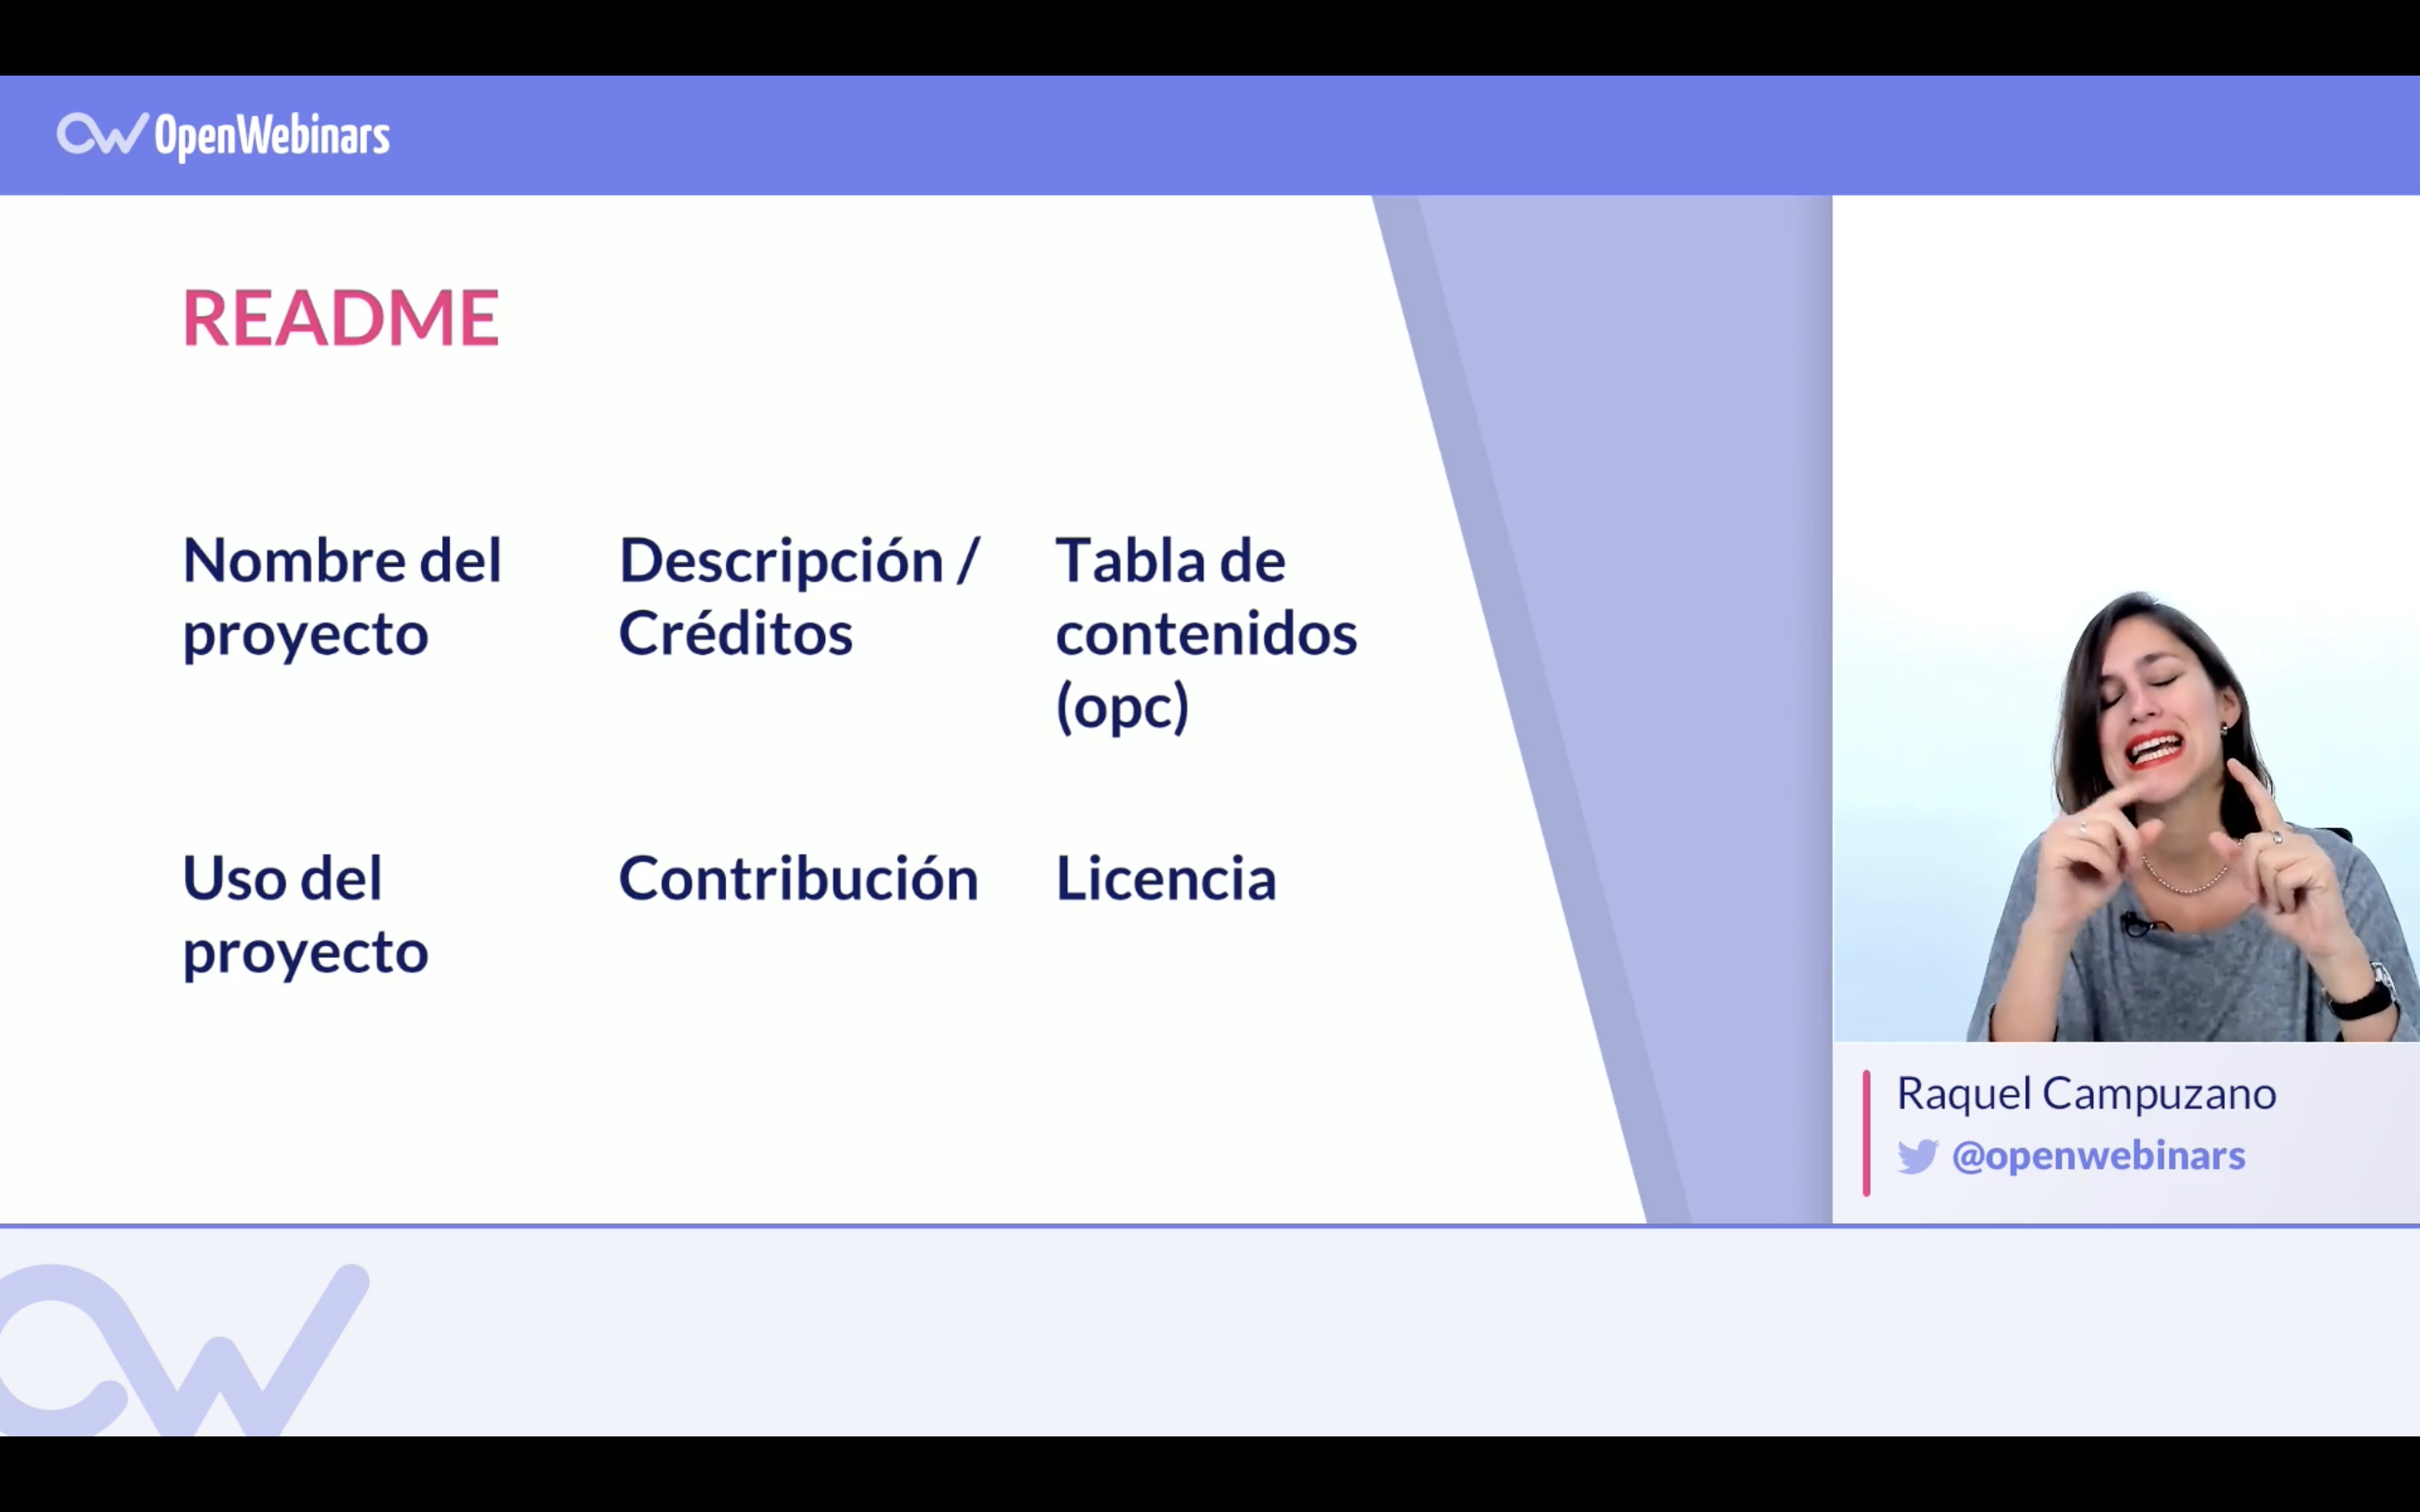 OpenWebinars
README
Nombre del
proyecto
Descripción /
Créditos
Tabla de
contenidos
(opc)
Uso del
proyecto
Contribución
Licencia
Raquel Campuzano
@openwebinars